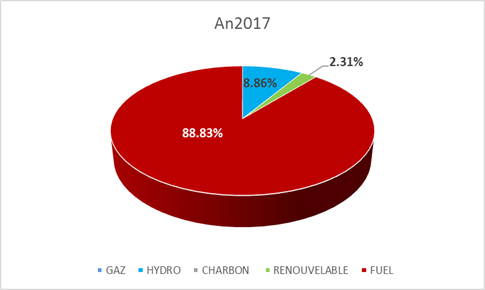 An2017
2.31%
8.86%
88.83%
GAZ HYDRO CHARBON RENOUVELABLE FUEL